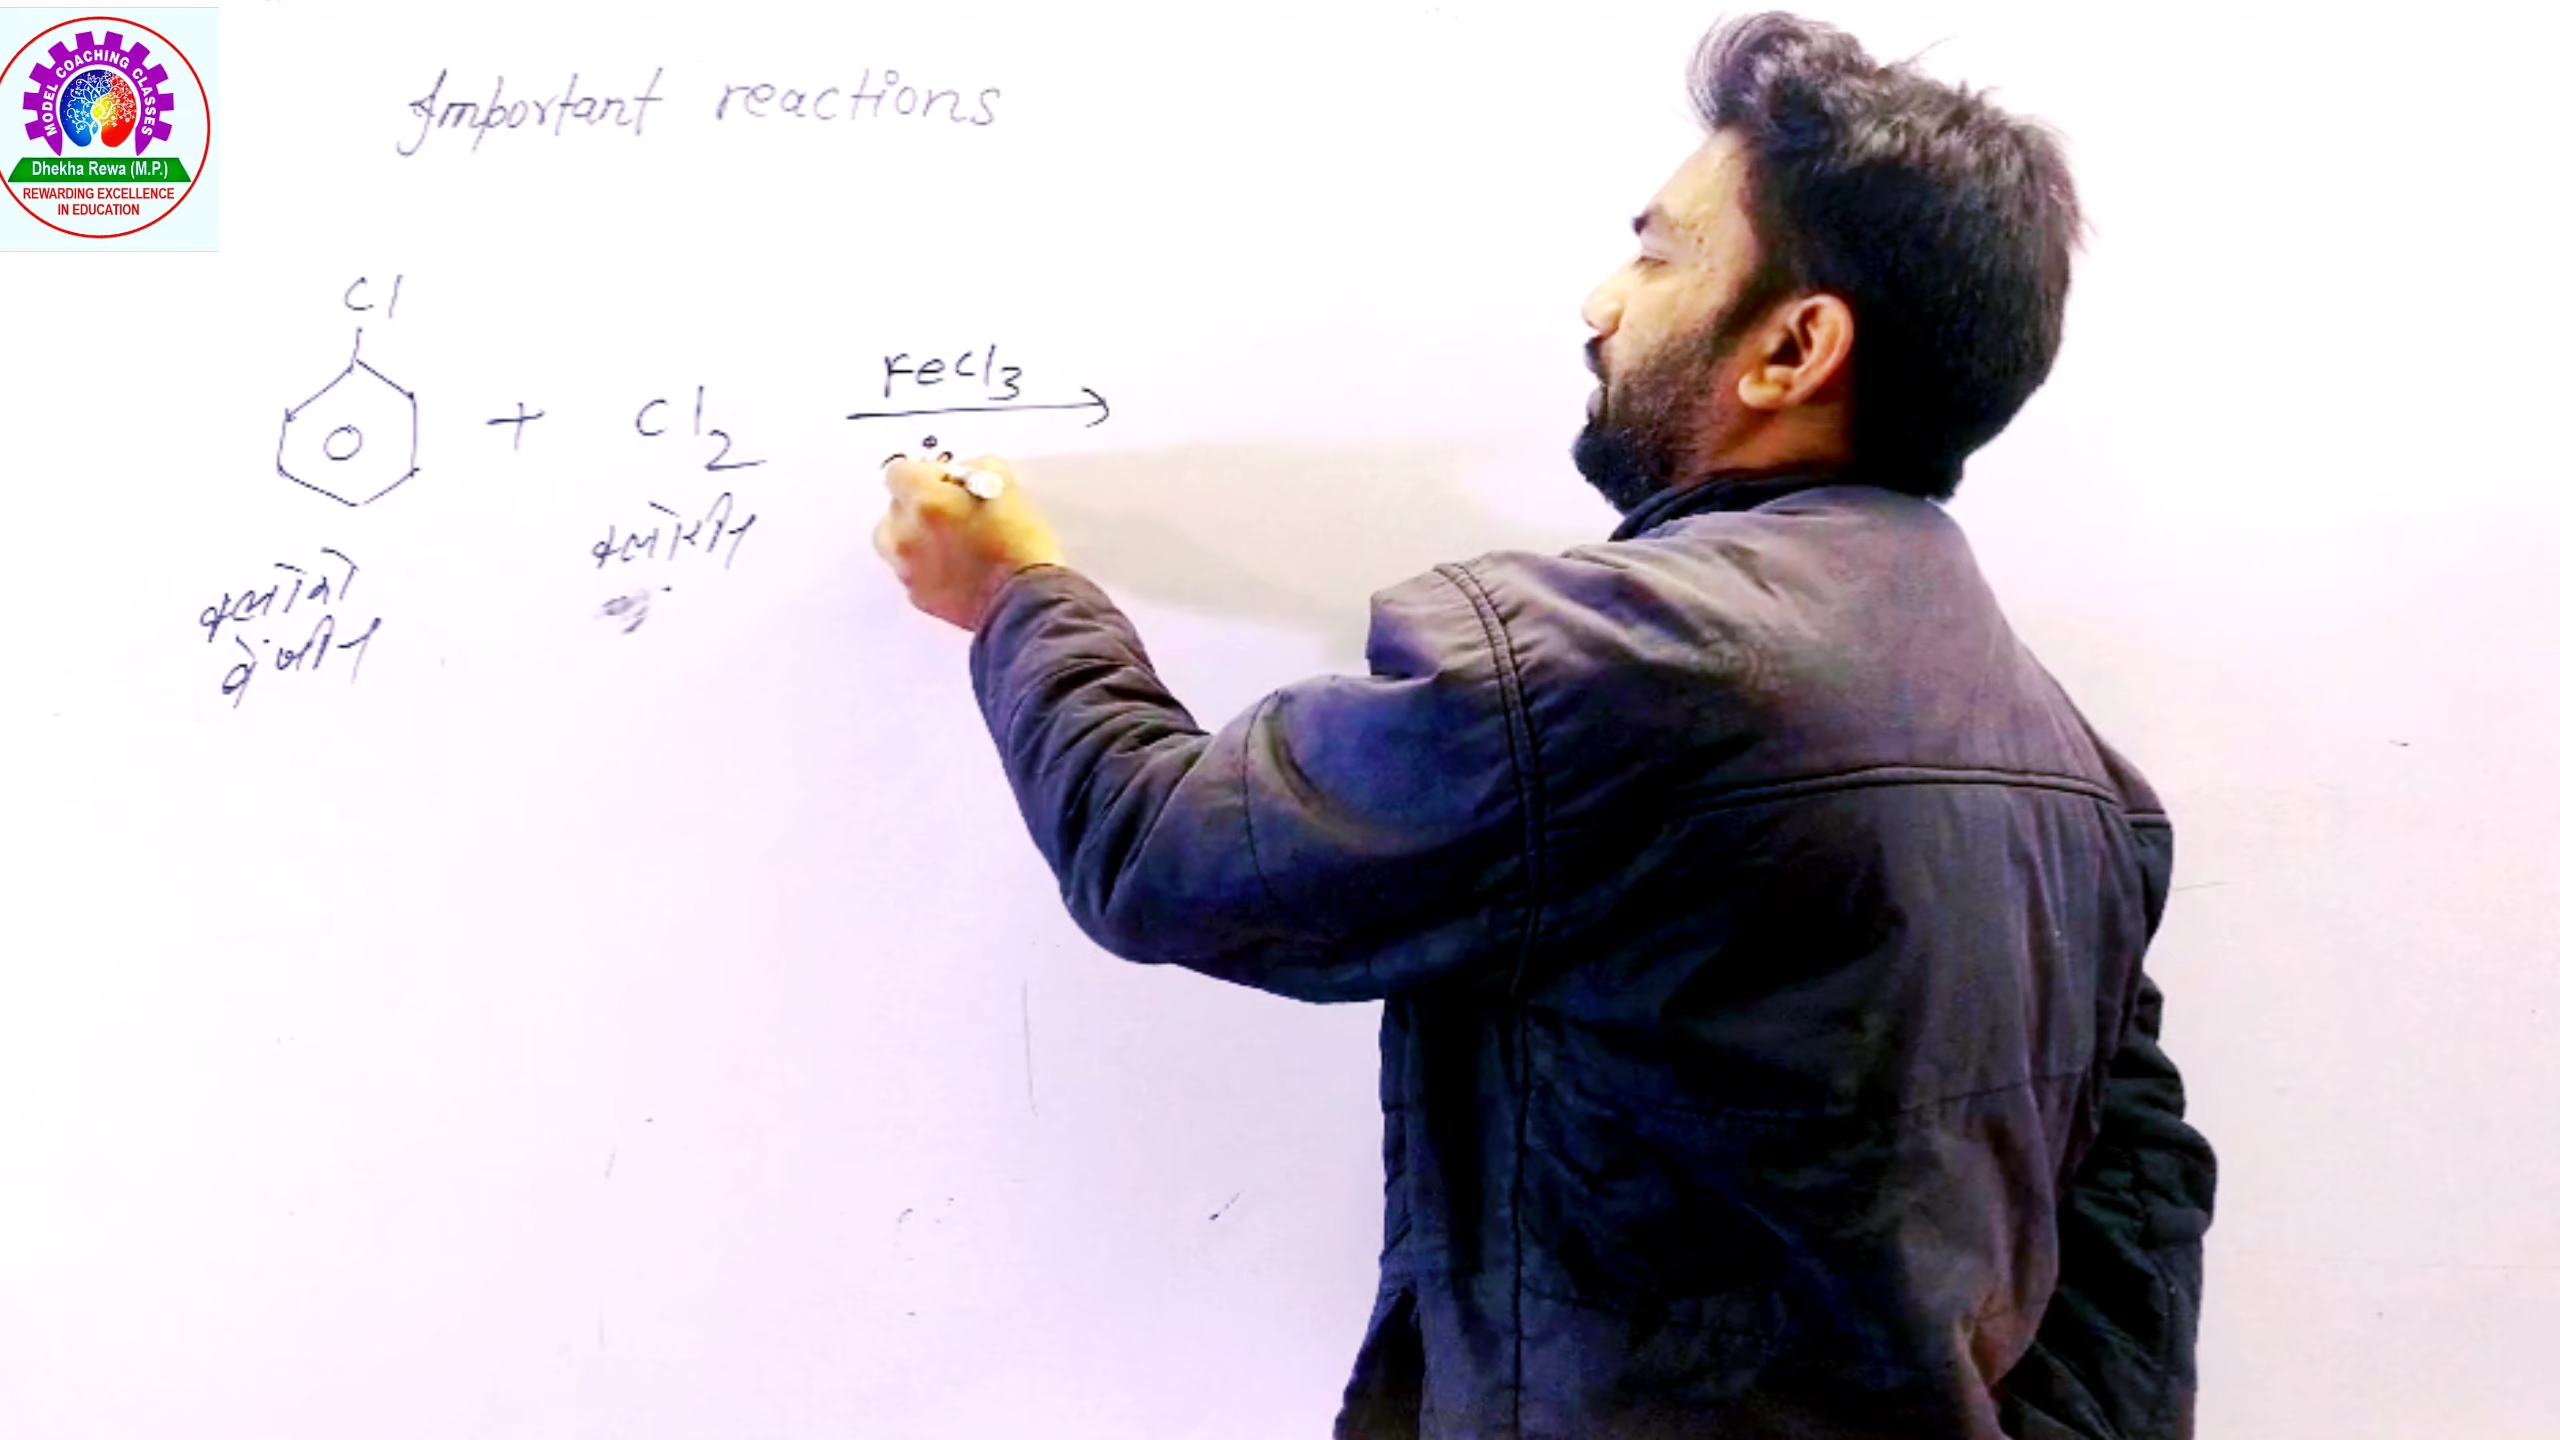 MODEL COACHING CLASSES
Dhekha Rewa (M.P.)
REWARDING EXCELLENCE
IN EDUCATION
Important reactions
Cl
+ Cl2 FeCl3
क्लोरो
बेंजीन
क्लोरीन